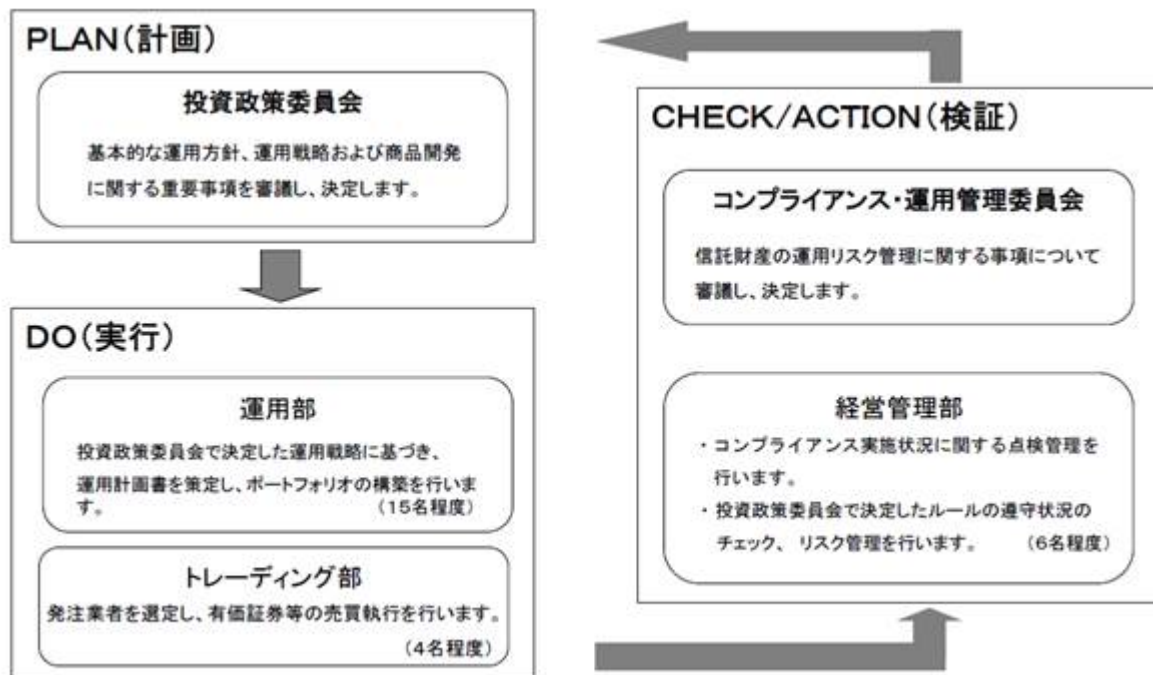 PLAN(計画)
投資政策委員会
基本的な運用方針、運用戦略および商品開発
に関する重要事項を審議し、決定します。
DO(実行)
運用部
投資政策委員会で決定した運用戦略に基づき、
運用計画書を策定し、ポートフォリオの構築を行いま
す。 (15名程度)
トレーディング部
発注業者を選定し、有価証券等の売買執行を行います。
(4名程度)
CHECK/ACTION(検証)
コンプライアンス・運用管理委員会
信託財産の運用リスク管理に関する事項について
審議し、決定します。
経営管理部
・コンプライアンス実施状況に関する点検管理を
行います。
・投資政策委員会で決定したルールの遵守状況の
チェック、 リスク管理を行います。 (6名程度)